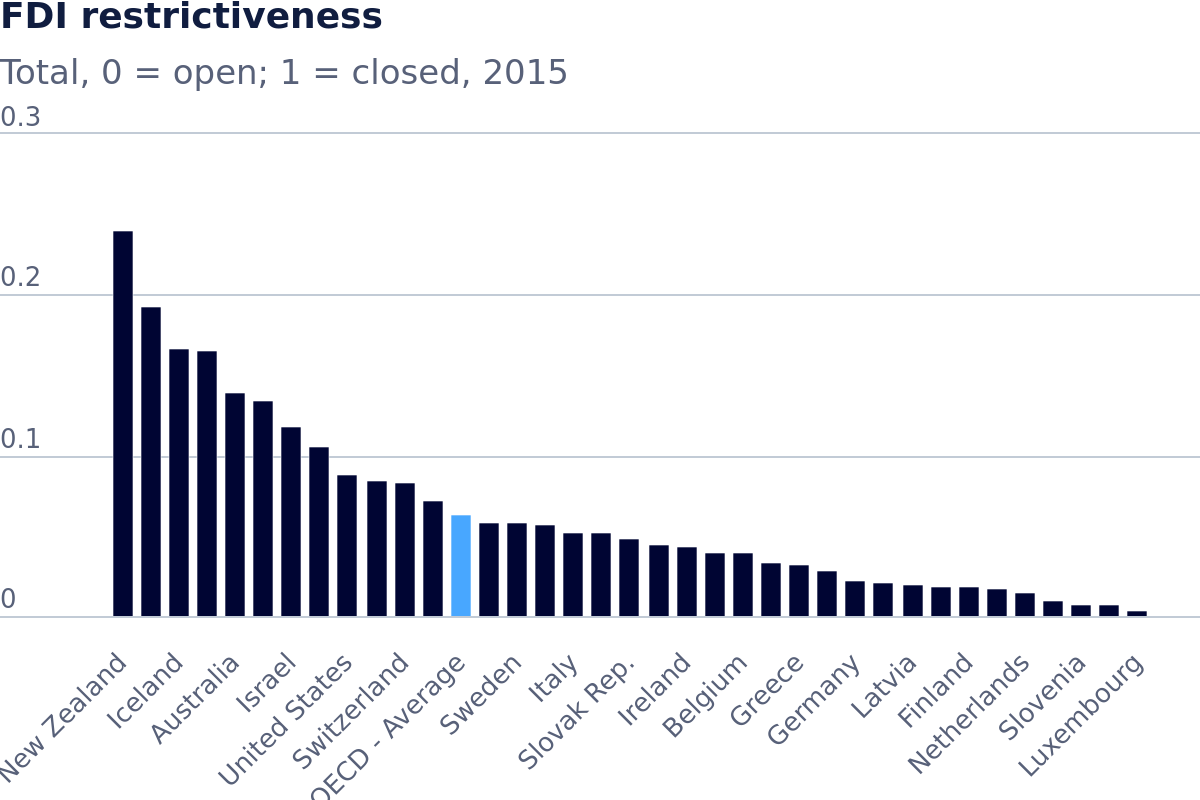 FDI restrictiveness
Total, 0 = open; 1 = closed, 2015
0.3
0.2
0.1
0
New Zealand
Iceland
Australia
Israel
United States
Switzerland
OECD - Average
Sweden
Italy
Slovak Rep.
Ireland
Belgium
Greece
Germany
Latvia
Finland
Netherlands
Slovenia
Luxembourg